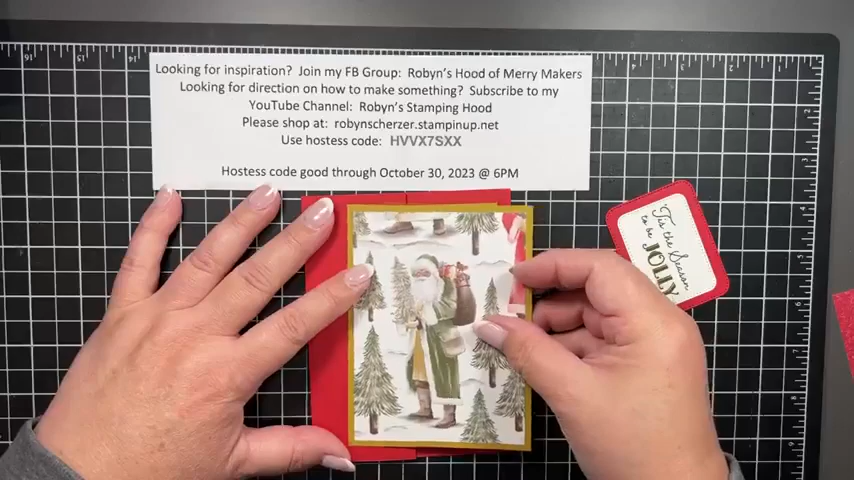 Looking for inspiration? Join my FB Group: Robyn's Hood of Merry Makers
Looking for direction on how to make something? Subscribe to my
YouTube Channel: Robyn's Stamping Hood
Please shop at: robynscherzer.stampinup.net
Use hostess code: HVVX7SXX
Hostess code good through October 30, 2023 @ 6PM
'Tis the Season
to be
JOLLY